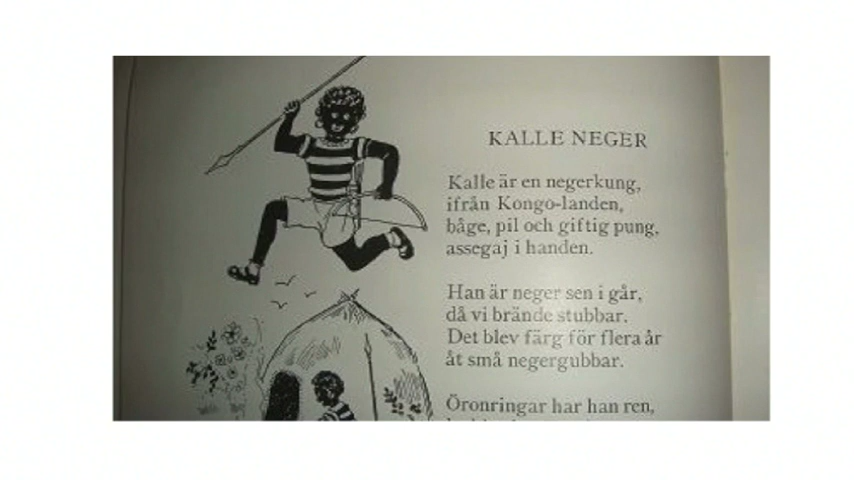 KALLE NEGER
Kalle är en negerkung,
ifrån Kongo-landen,
båge, pil och giftig pung,
assegaj i handen.
Han är neger sen i går,
då vi brände stubbar.
Det blev färg för flera år
åt små negergubbar.
Öronringar har han ren,